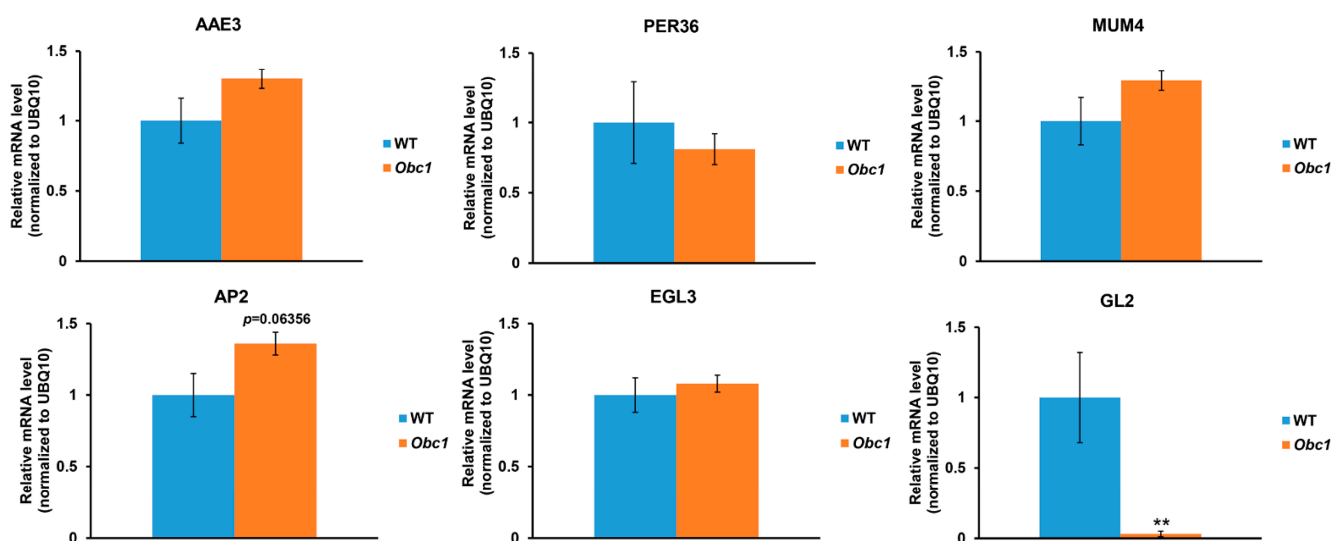 AAE3
Relative mRNA level
(normalized to UBQ10)
1.5
1
0.5
0
WT
Obc1
PER36
Relative mRNA level
(normalized to UBQ10)
1.5
1
0.5
0
WT
Obc1
MUM4
Relative mRNA level
(normalized to UBQ10)
1.5
1
0.5
0
WT
Obc1
AP2
p=0.06356
Relative mRNA level
(normalized to UBQ10)
1.5
1
0.5
0
WT
Obc1
EGL3
Relative mRNA level
(normalized to UBQ10)
1.5
1
0.5
0
WT
Obc1
GL2
Relative mRNA level
(normalized to UBQ10)
1.5
1
0.5
0
**
WT
Obc1